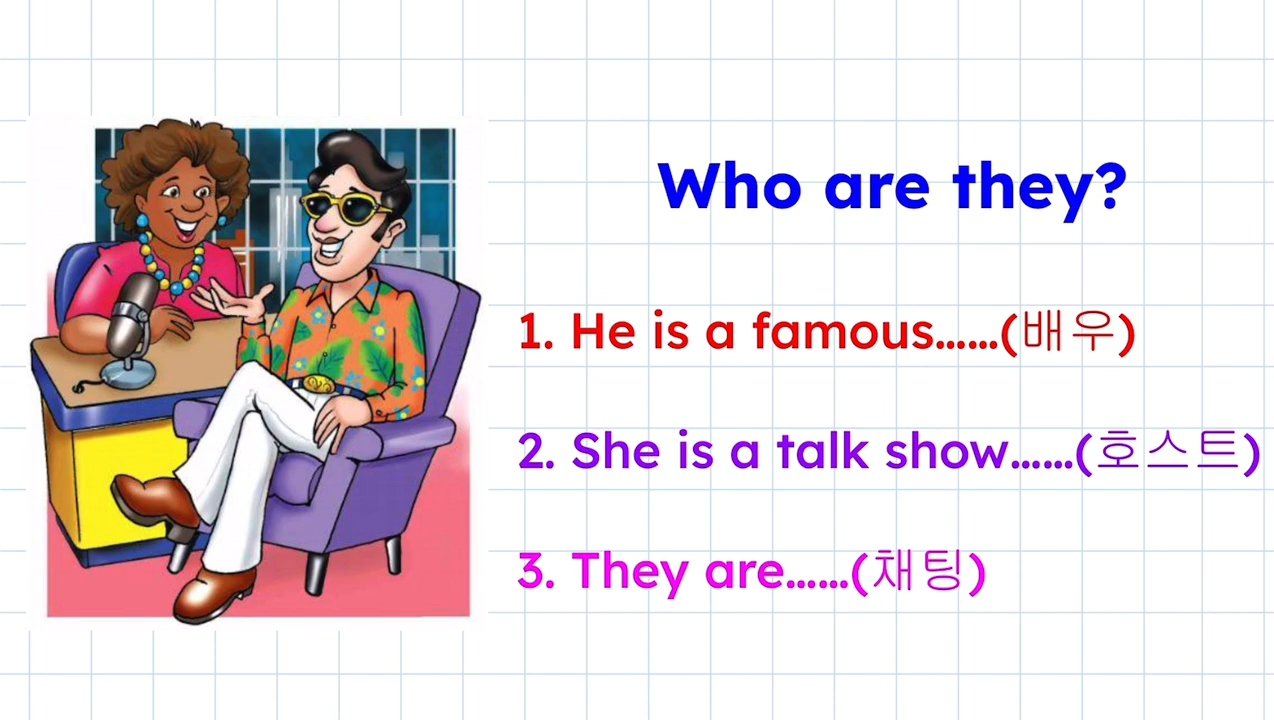 Who are they?
1. He is a famous......(배우)
2. She is a talk show......(호스트)
3. They are......(채팅)